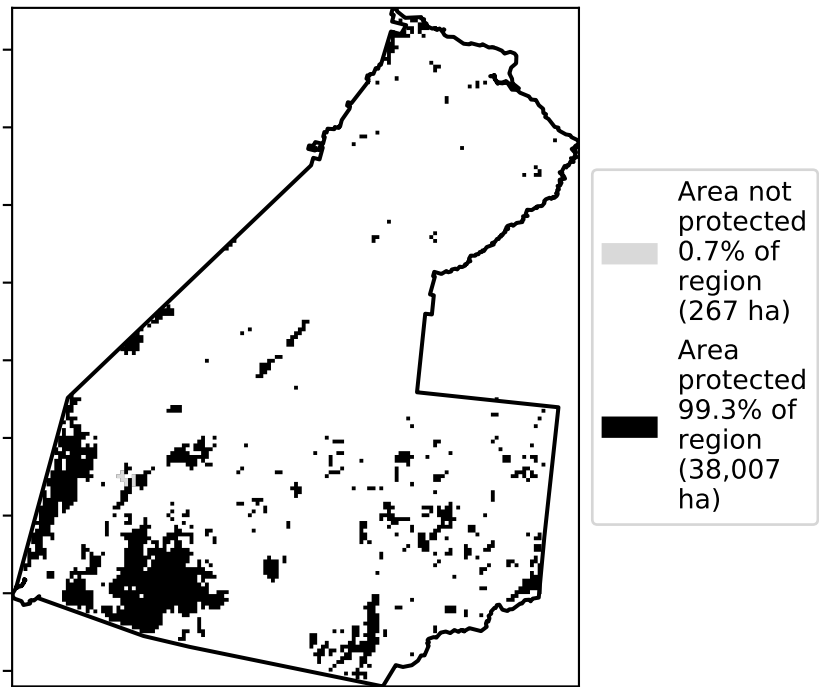 Area not
protected
0.7% of
region
(267 ha)
Area
protected
99.3% of
region
(38,007
ha)